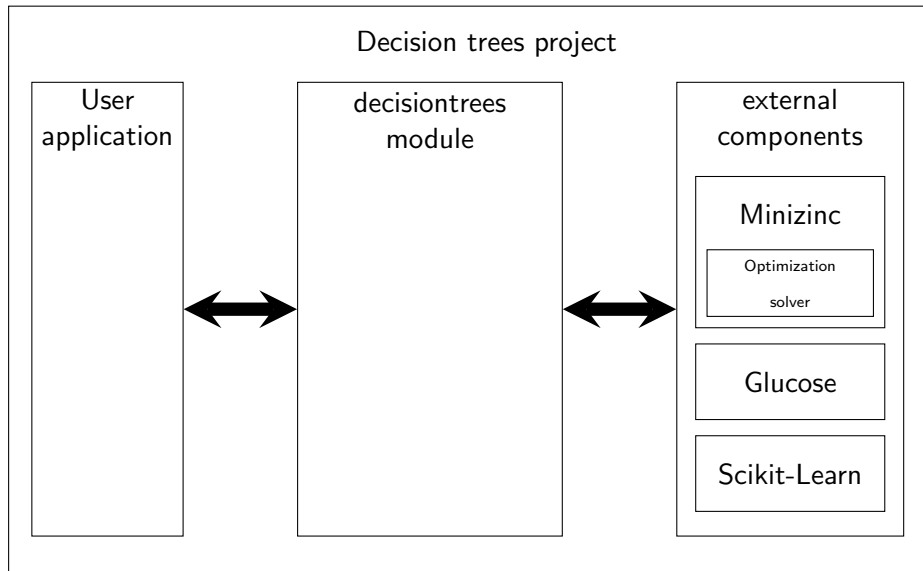 Decision trees project
User
application
decisiontrees
module
external
components
Minizinc
Optimization
solver
Glucose
Scikit-Learn